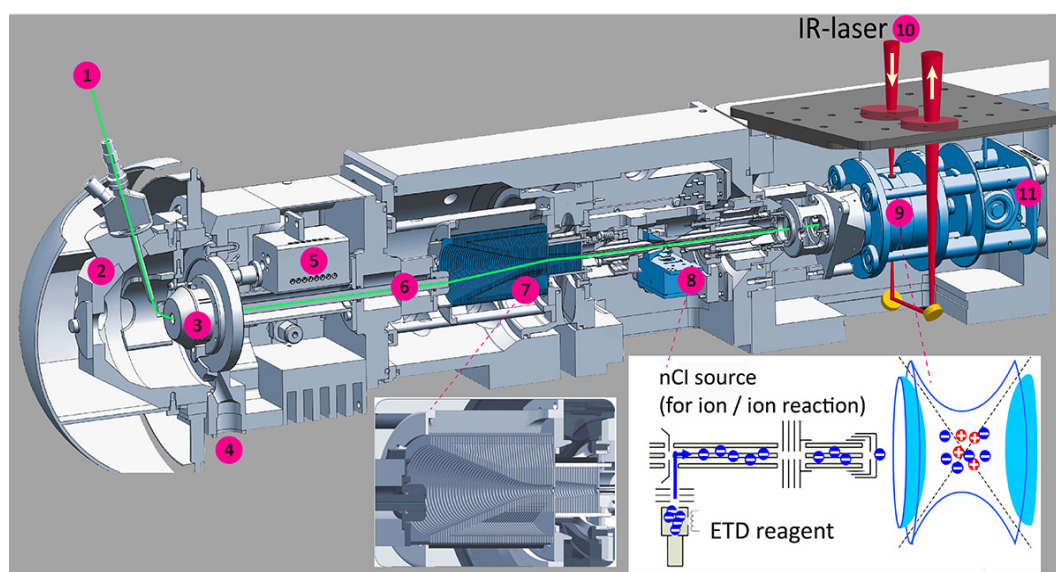 IR-laser 10
1
2
3
4
5
6
7
8
9
11
nCI source
(for ion / ion reaction)
ETD reagent